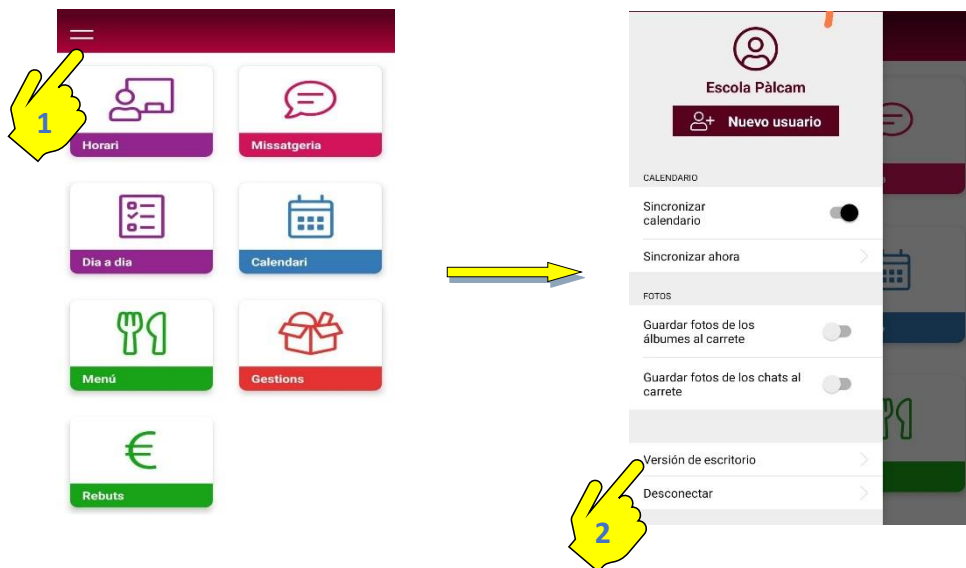 1
Horari
Missatgeria
Dia a dia
Calendari
Menú
Gestions
€
Rebuts
Escola Pàlcam
Nuevo usuario
CALENDARIO
Sincronizar
calendario
Sincronizar ahora
FOTOS
Guardar fotos de los
álbumes al carrete
Guardar fotos de los chats al
carrete
Versión de escritorio
Desconectar
2